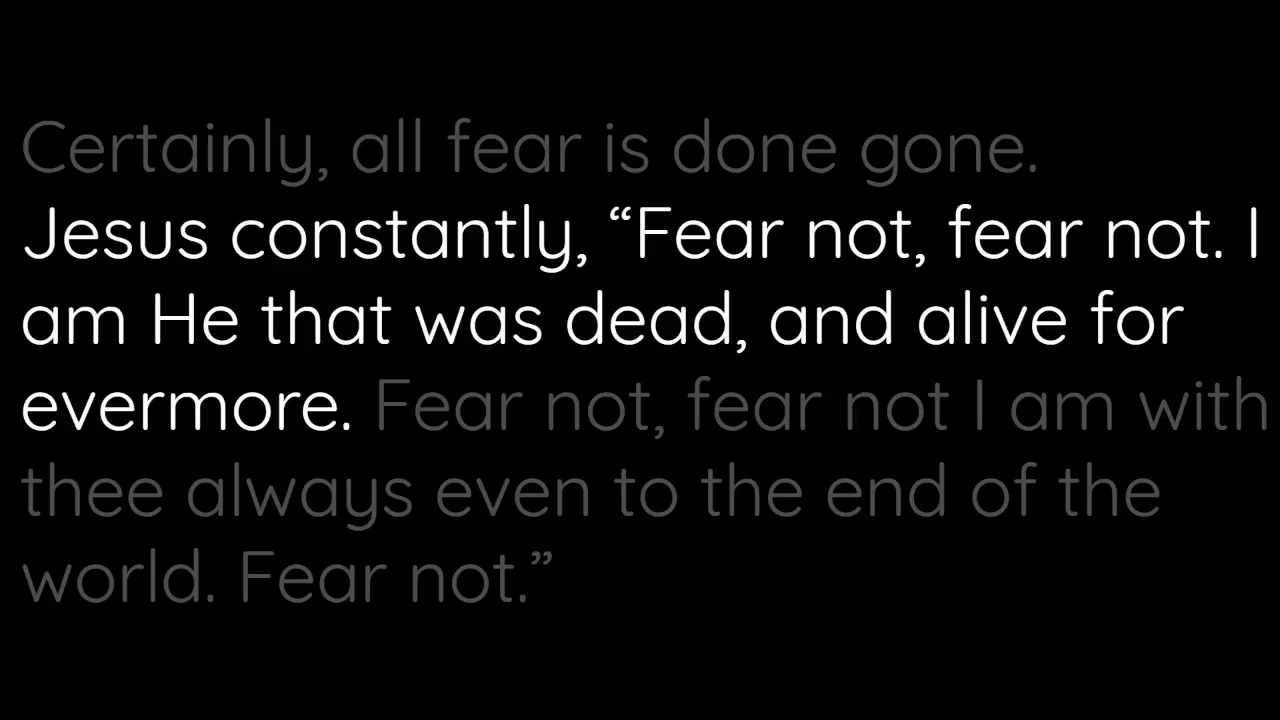 Certainly, all fear is done gone.
Jesus constantly, “Fear not, fear not. I
am He that was dead, and alive for
evermore. Fear not, fear not I am with
thee always even to the end of the
world. Fear not.”